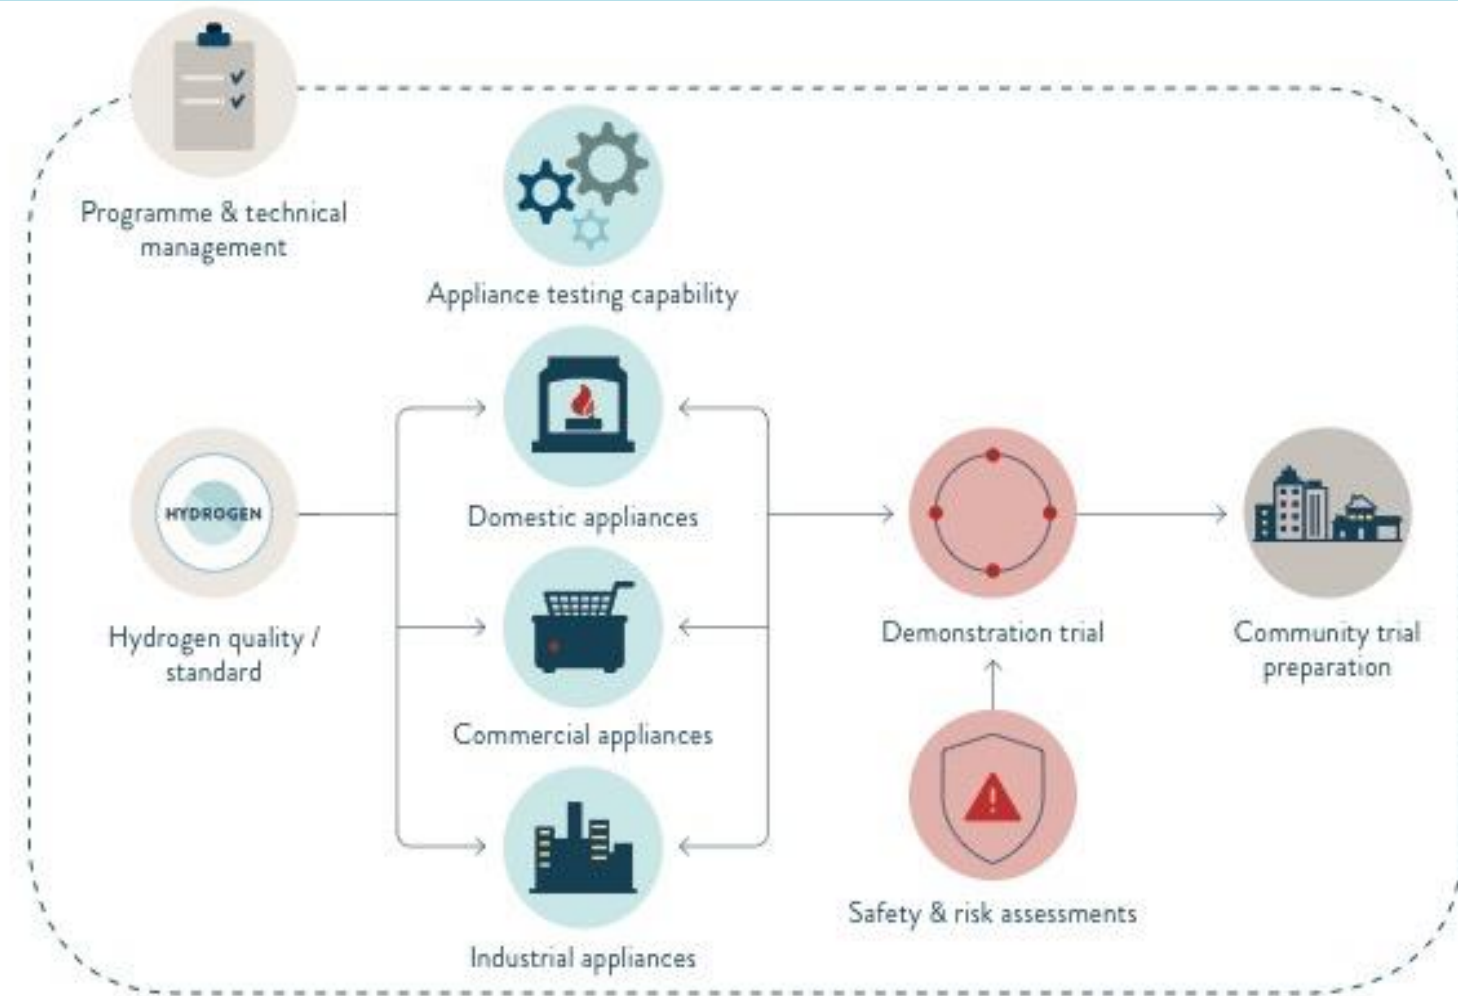 Programme & technical
management
Appliance testing capability
Domestic appliances
HYDROGEN
Hydrogen quality /
standard
Commercial appliances
Industrial appliances
Demonstration trial
Safety & risk assessments
Community trial
preparation